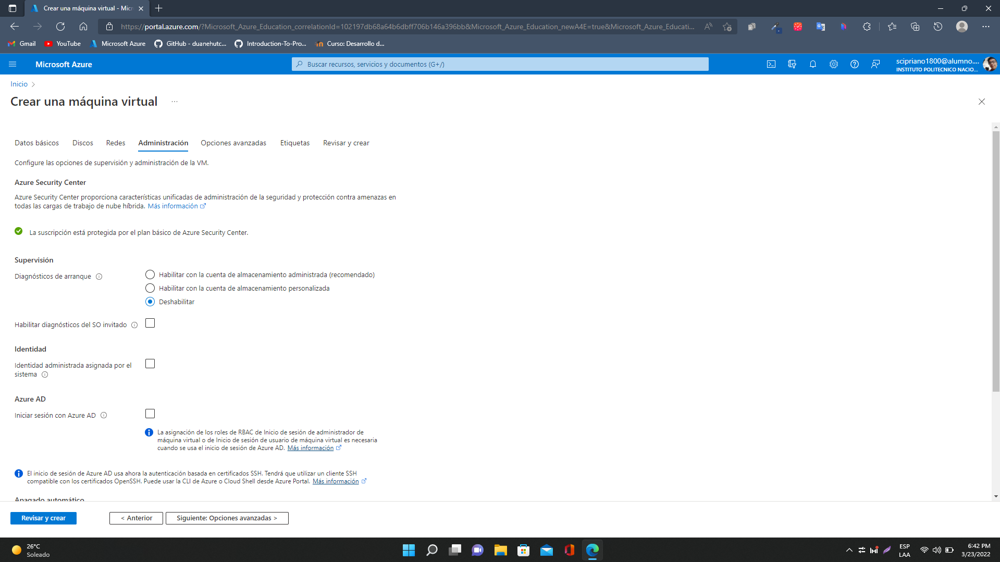 Crear una máquina virtual - Micr
https://portal.azure.com/?Microsoft_Azure_Education_correlationId=102197db68a64b6dbff706b146a396bb&Microsoft_Azure_Education_newA4E=true&Microsoft_Azure_Educati...
Gmail YouTube Microsoft Azure GitHub - duanehutc... Introduction-To-Pro... Curso: Desarrollo d...
Microsoft Azure
Buscar recursos, servicios y documentos (G+/)
scipriano1800@alumno....
INSTITUTO POLITECNICO NACIO...
Inicio >
Crear una máquina virtual ...
Datos básicos Discos Redes Administración Opciones avanzadas Etiquetas Revisar y crear
Configure las opciones de supervisión y administración de la VM.
Azure Security Center
Azure Security Center proporciona características unificadas de administración de la seguridad y protección contra amenazas en
todas las cargas de trabajo de nube híbrida. Más información
La suscripción está protegida por el plan básico de Azure Security Center.
Supervisión
Diagnósticos de arranque
Habilitar con la cuenta de almacenamiento administrada (recomendado)
Habilitar con la cuenta de almacenamiento personalizada
Deshabilitar
Habilitar diagnósticos del SO invitado
Identidad
Identidad administrada asignada por el
sistema
Azure AD
Iniciar sesión con Azure AD
La asignación de los roles de RBAC de Inicio de sesión de administrador de
máquina virtual o de Inicio de sesión de usuario de máquina virtual es necesaria
cuando se usa el inicio de sesión de Azure AD. Más información
El inicio de sesión de Azure AD usa ahora la autenticación basada en certificados SSH. Tendrá que utilizar un cliente SSH
compatible con los certificados OpenSSH. Puede usar la CLI de Azure o Cloud Shell desde Azure Portal. Más información
Apagado automático
Revisar y crear < Anterior Siguiente: Opciones avanzadas >
26°C
Soleado
ESP
LAA
6:42 PM
3/23/2022